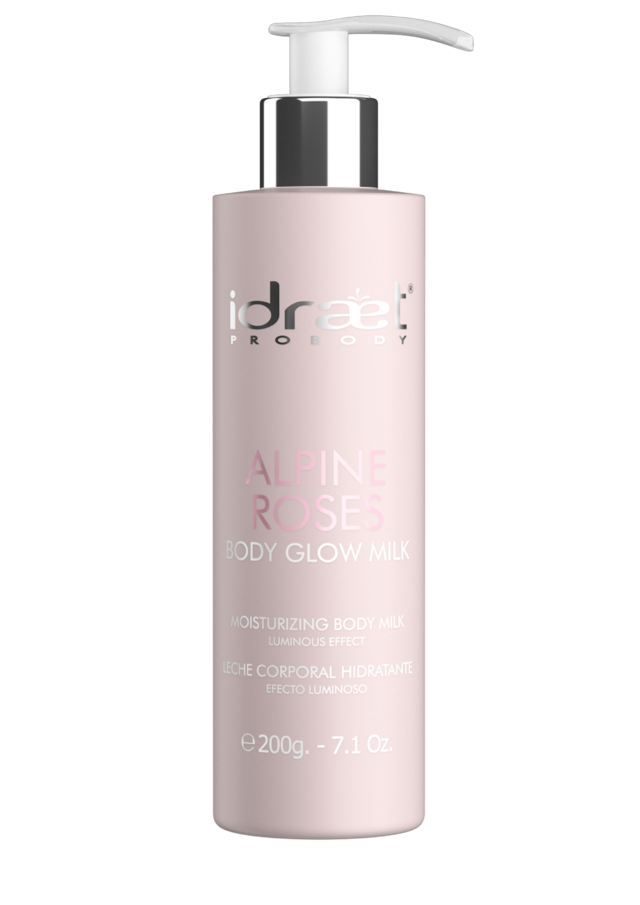 idraet®
PROBODY
ALPINE
ROSES
BODY GLOW MILK
MOISTURIZING BODY MILK
LUMINOUS EFFECT
LECHE CORPORAL HIDRATANTE
EFECTO LUMINOSO
℮200g. - 7.1 Oz.